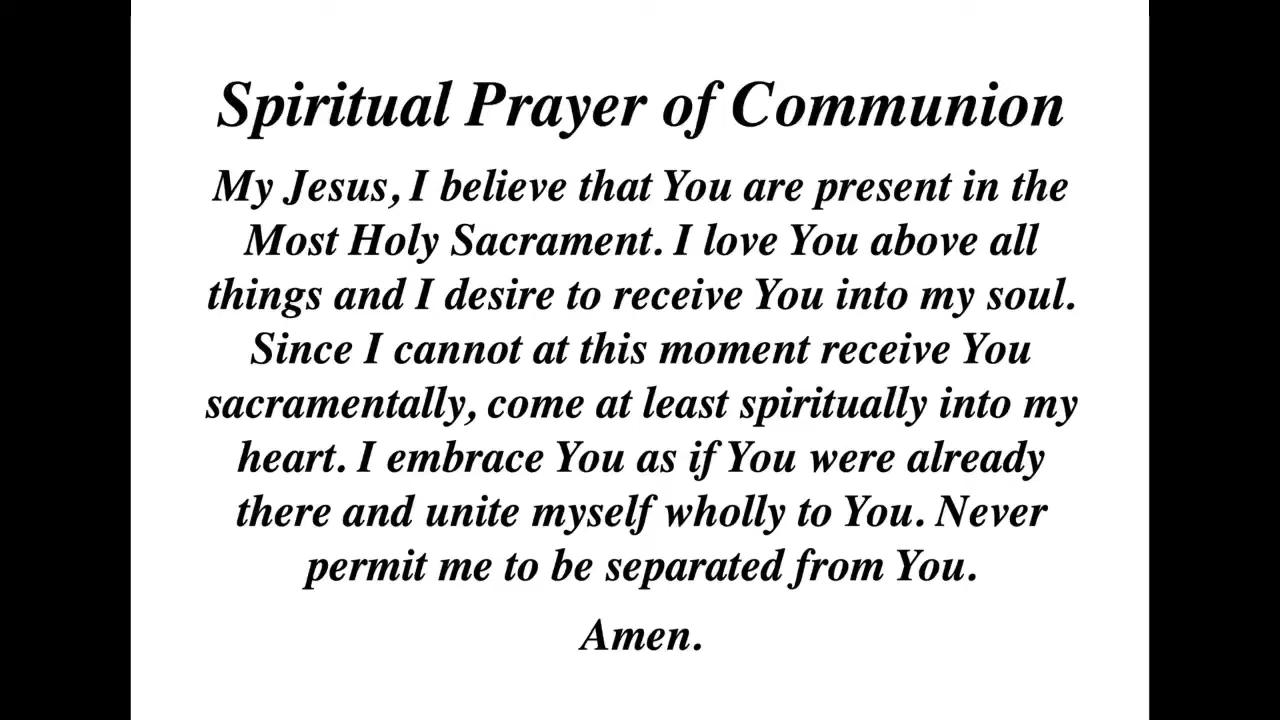 Spiritual Prayer of Communion
My Jesus, I believe that You are present in the
Most Holy Sacrament. I love You above all
things and I desire to receive You into my soul.
Since I cannot at this moment receive You
sacramentally, come at least spiritually into my
heart. I embrace You as if You were already
there and unite myself wholly to You. Never
permit me to be separated from You.
Amen.